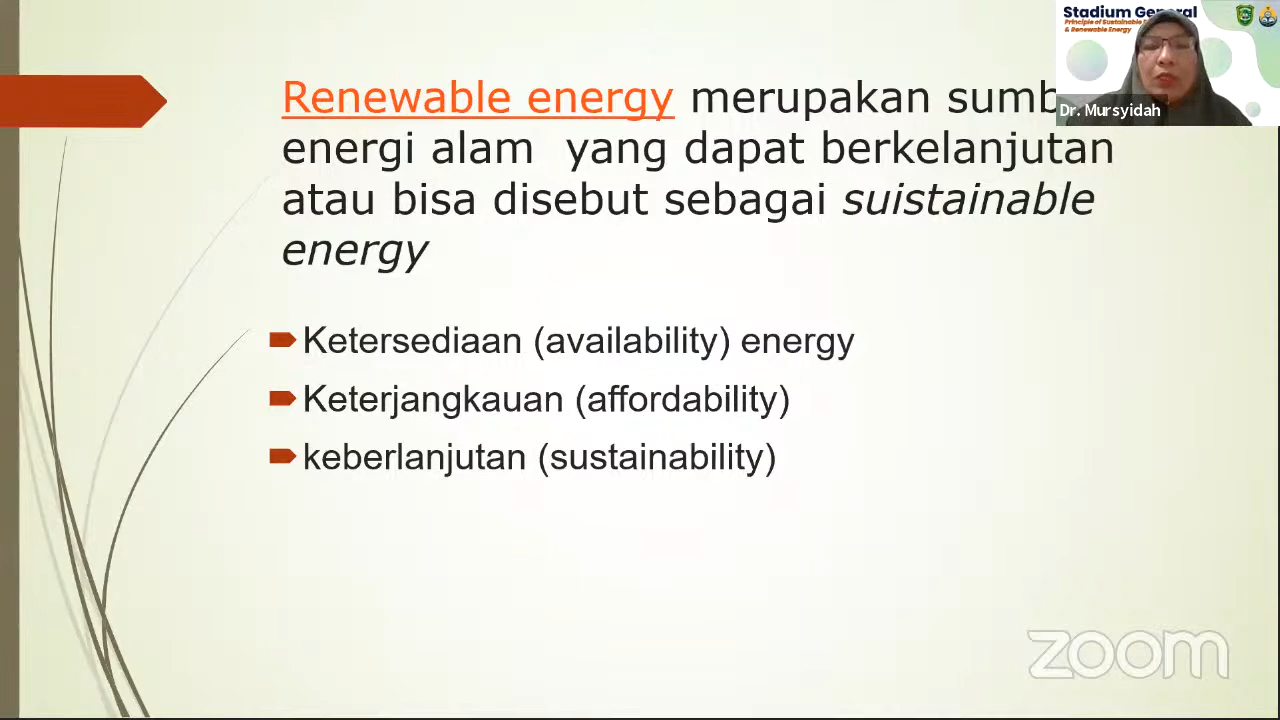 Stadium General
Principle of Sustainable
& Renewable Energy
Dr. Mursyidah
Renewable energy merupakan
energi alam  yang dapat berkelanjutan
atau bisa disebut sebagai suistainable
energy
Ketersediaan (availability) energy
Keterjangkauan (affordability)
keberlanjutan (sustainability)
zoom